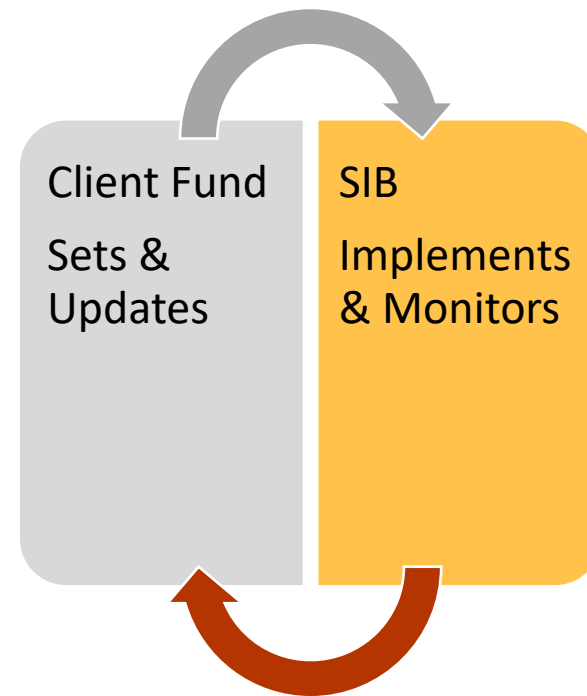 Client Fund
Sets &
Updates
SIB
Implements
& Monitors